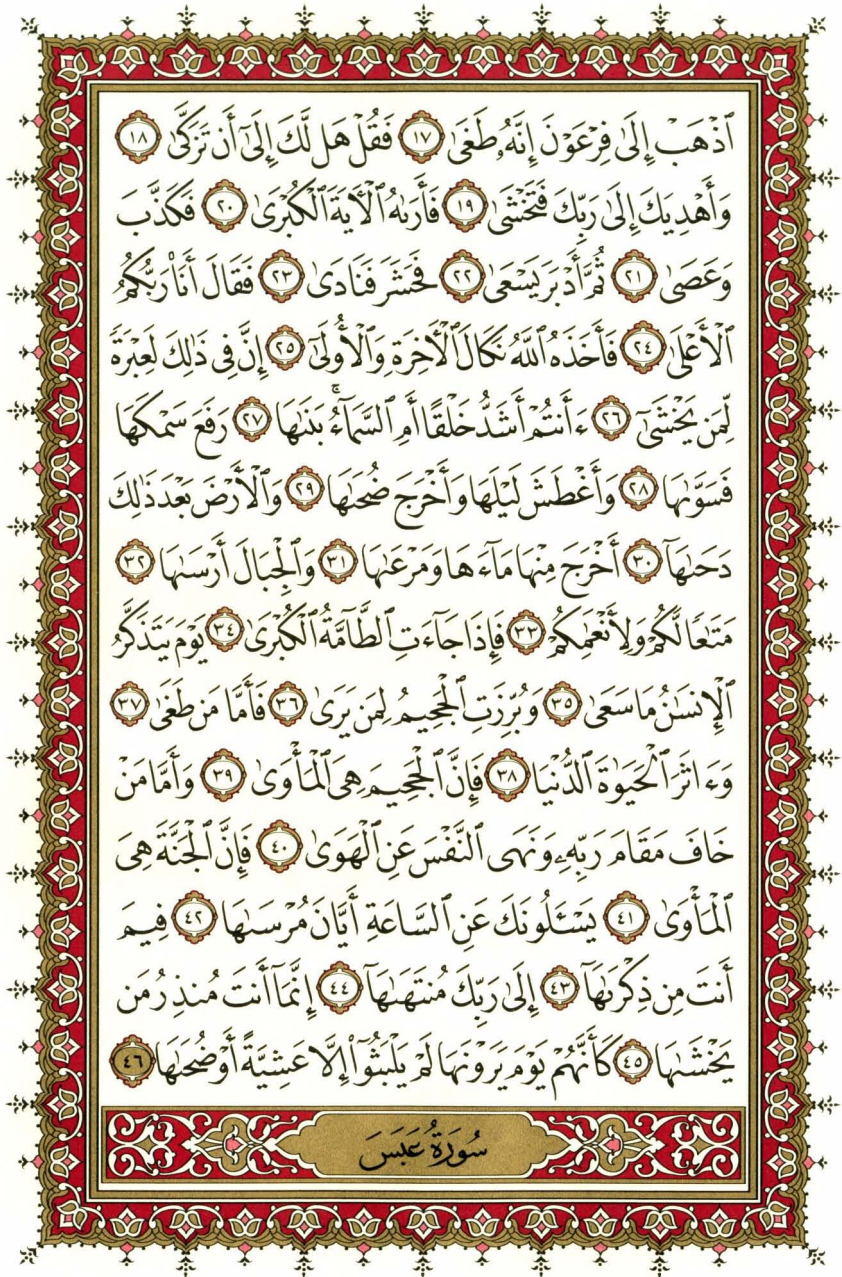 ٱذْهَبْ إِلَىٰ فِرْعَوْنَ إِنَّهُۥ طَغَىٰ ١٧ فَقُلْ هَل لَّكَ إِلَىٰٓ أَن تَزَكَّىٰ ١٨
وَأَهْدِيَكَ إِلَىٰ رَبِّكَ فَتَخْشَىٰ ١٩ فَأَرَىٰهُ ٱلْأٓيَةَ ٱلْكُبْرَىٰ ٢٠ فَكَذَّبَ
وَعَصَىٰ ٢١ ثُمَّ أَدْبَرَ يَسْعَىٰ ٢٢ فَحَشَرَ فَنَادَىٰ ٢٣ فَقَالَ أَنَا۠ رَبُّكُمُ
ٱلْأَعْلَىٰ ٢٤ فَأَخَذَهُ ٱللَّهُ نَكَالَ ٱلْأٓخِرَةِ وَٱلْأُولَىٰٓ ٢٥ إِنَّ فِى ذَٰلِكَ لَعِبْرَةً
لِّمَن يَخْشَىٰٓ ٢٦ ءَأَنتُمْ أَشَدُّ خَلْقًا أَمِ ٱلسَّمَآءُ ۚ بَنَىٰهَا ٢٧ رَفَعَ سَمْكَهَا
فَسَوَّىٰهَا ٢٨ وَأَغْطَشَ لَيْلَهَا وَأَخْرَجَ ضُحَىٰهَا ٢٩ وَٱلْأَرْضَ بَعْدَ ذَٰلِكَ
دَحَىٰهَآ ٣٠ أَخْرَجَ مِنْهَا مَآءَهَا وَمَرْعَىٰهَا ٣١ وَٱلْجِبَالَ أَرْسَىٰهَا ٣٢
مَتَٰعًا لَّكُمْ وَلِأَنْعَٰمِكُمْ ٣٣ فَإِذَا جَآءَتِ ٱلطَّآمَّةُ ٱلْكُبْرَىٰ ٣٤ يَوْمَ يَتَذَكَّرُ
ٱلْإِنسَٰنُ مَا سَعَىٰ ٣٥ وَبُرِّزَتِ ٱلْجَحِيمُ لِمَن يَرَىٰ ٣٦ فَأَمَّا مَن طَغَىٰ ٣٧
وَءَاثَرَ ٱلْحَيَوٰةَ ٱلدُّنْيَا ٣٨ فَإِنَّ ٱلْجَحِيمَ هِىَ ٱلْمَأْوَىٰ ٣٩ وَأَمَّا مَنْ
خَافَ مَقَامَ رَبِّهِۦ وَنَهَى ٱلنَّفْسَ عَنِ ٱلْهَوَىٰ ٤٠ فَإِنَّ ٱلْجَنَّةَ هِىَ
ٱلْمَأْوَىٰ ٤١ يَسْـَٔلُونَكَ عَنِ ٱلسَّاعَةِ أَيَّانَ مُرْسَىٰهَا ٤٢ فِيمَ
أَنتَ مِن ذِكْرَىٰهَآ ٤٣ إِلَىٰ رَبِّكَ مُنتَهَىٰهَآ ٤٤ إِنَّمَآ أَنتَ مُنذِرُ مَن
يَخْشَىٰهَا ٤٥ كَأَنَّهُمْ يَوْمَ يَرَوْنَهَا لَمْ يَلْبَثُوٓا۟ إِلَّا عَشِيَّةً أَوْ ضُحَىٰهَا ٤٦
سُورَةُ عَبَسَ